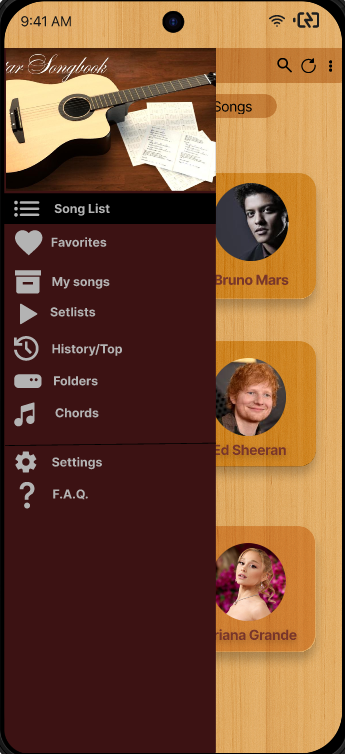 9:41 AM
tar Songbook
Songs
Song List
Favorites
My songs
Setlists
History/Top
Folders
Chords
Settings
F.A.Q.
Bruno Mars
Ed Sheeran
riana Grande